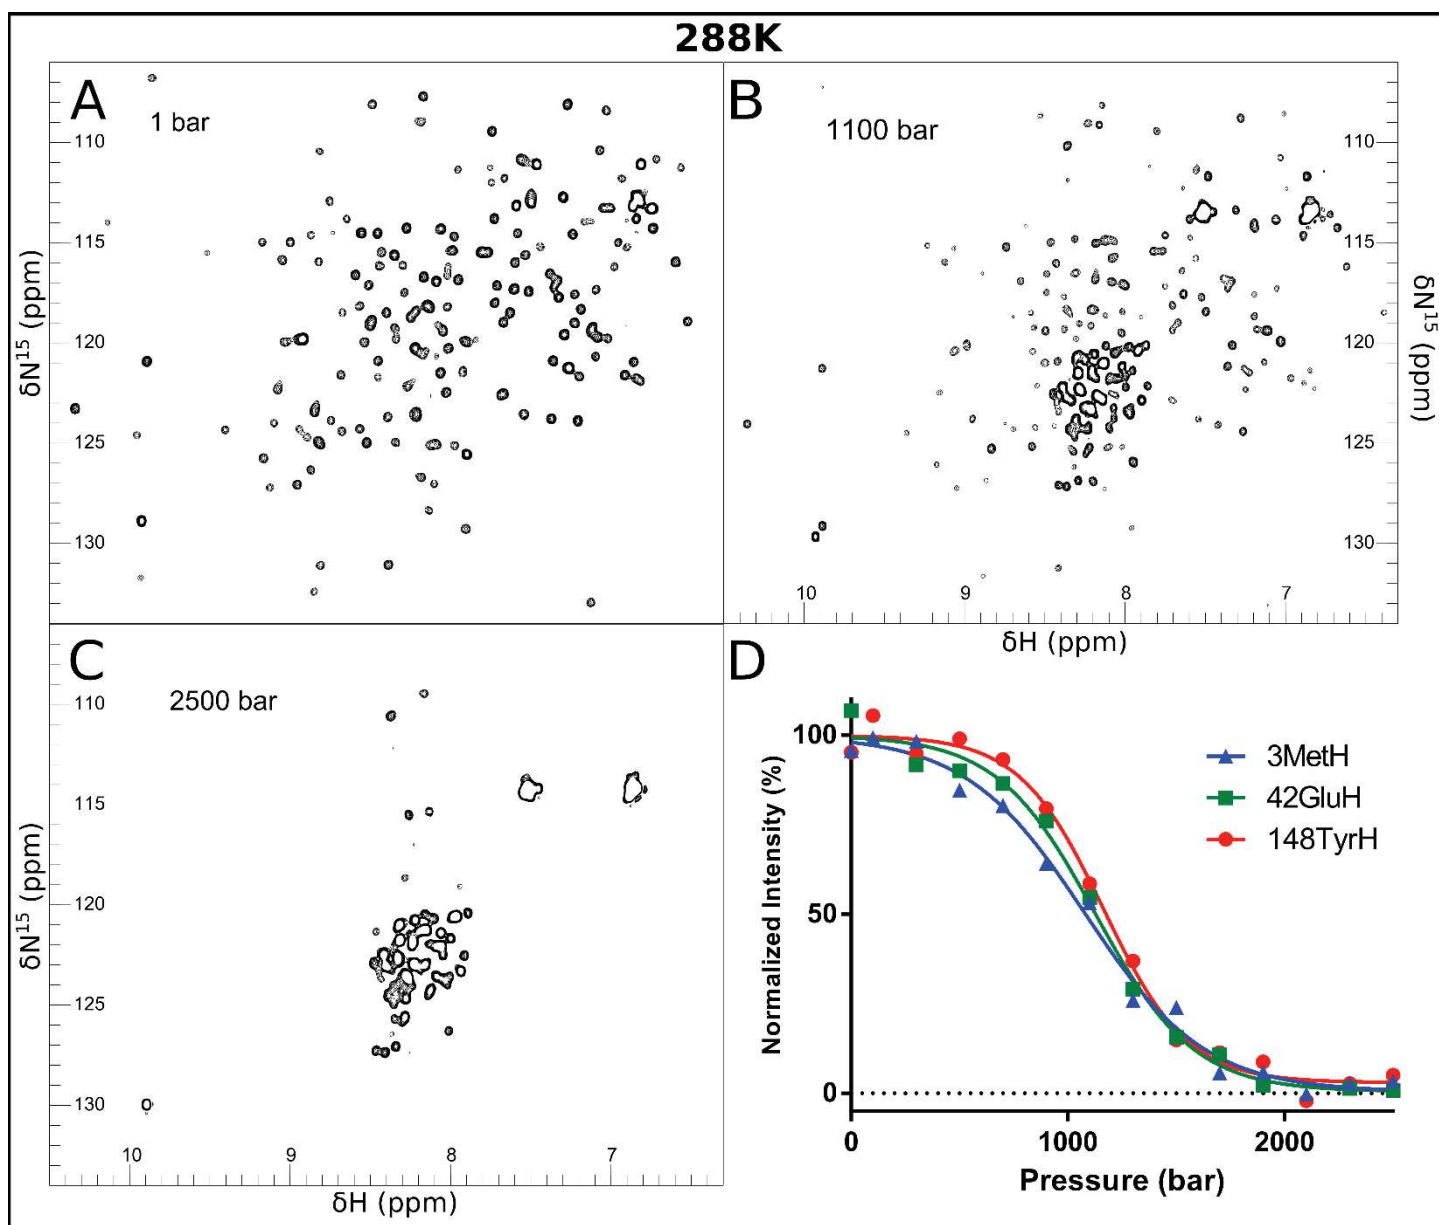 288K
A
1 bar
110
115
120
125
130
δN¹⁵ (ppm)
B
1100 bar
110
115
120
125
130
δN¹⁵ (ppm)
10
9
8
7
δH (ppm)
C
2500 bar
110
115
120
125
130
δN¹⁵ (ppm)
10
9
8
7
δH (ppm)
D
3MetH
42GluH
148TyrH
100
50
0
Normalized Intensity (%)
0
1000
2000
Pressure (bar)